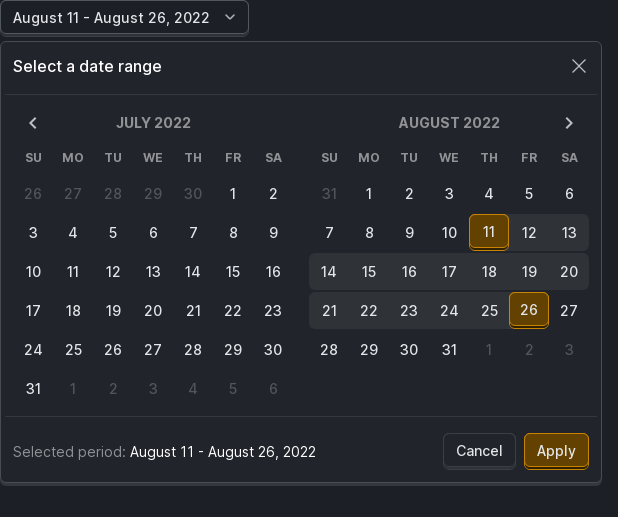 August 11 - August 26, 2022
Select a date range
JULY 2022 AUGUST 2022
SU MO TU WE TH FR SA SU MO TU WE TH FR SA
26 27 28 29 30 1 2 31 1 2 3 4 5 6
3 4 5 6 7 8 9 7 8 9 10 11 12 13
10 11 12 13 14 15 16 14 15 16 17 18 19 20
17 18 19 20 21 22 23 21 22 23 24 25 26 27
24 25 26 27 28 29 30 28 29 30 31 1 2 3
31 1 2 3 4 5 6
Selected period: August 11 - August 26, 2022 Cancel Apply